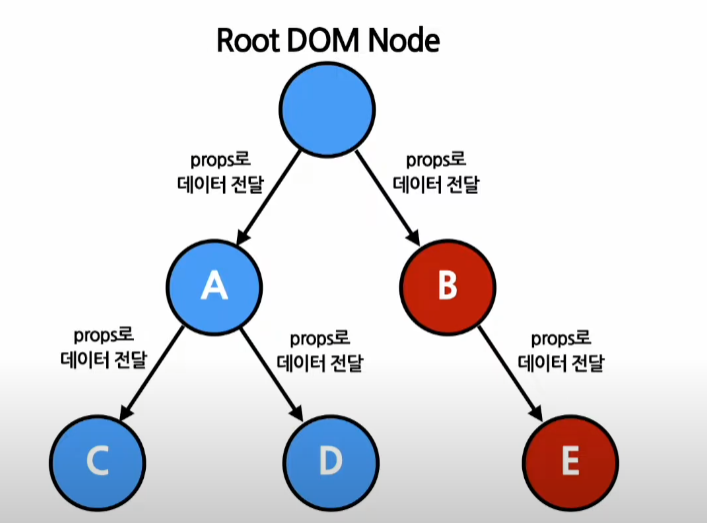 Root DOM Node
props로
데이터 전달
props로
데이터 전달
A
B
props로
데이터 전달
props로
데이터 전달
props로
데이터 전달
C
D
E